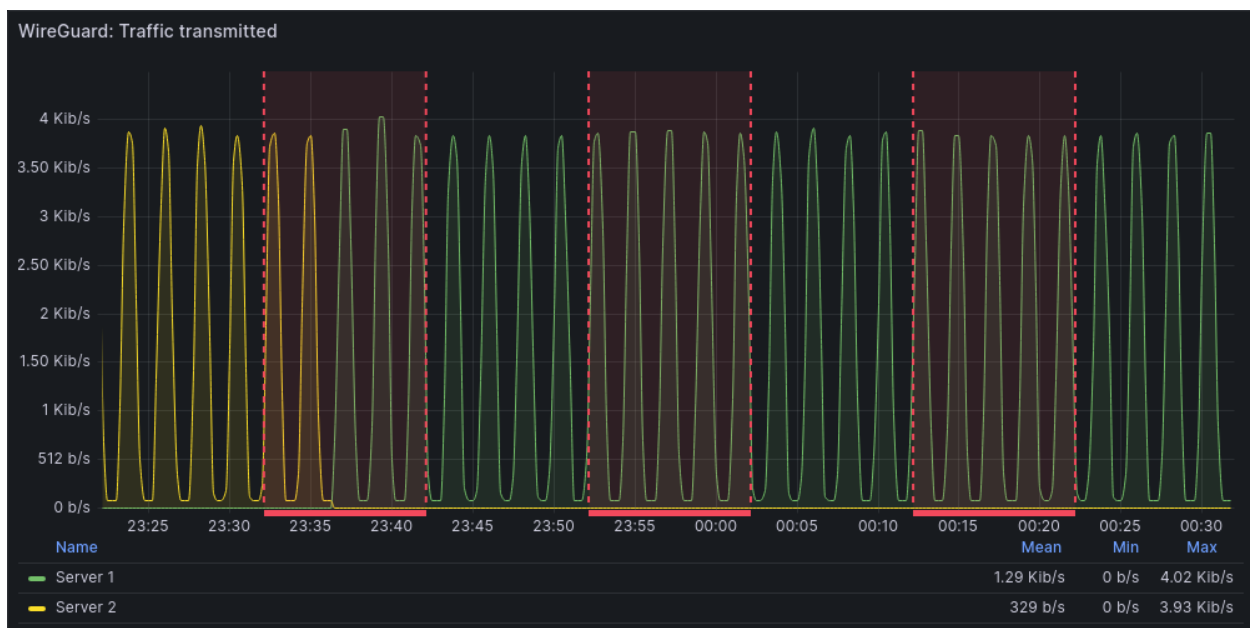 WireGuard: Traffic transmitted
4 Kib/s
3.50 Kib/s
3 Kib/s
2.50 Kib/s
2 Kib/s
1.50 Kib/s
1 Kib/s
512 b/s
0 b/s
23:25 23:30 23:35 23:40 23:45 23:50 23:55 00:00 00:05 00:10 00:15 00:20 00:25 00:30
Name Mean Min Max
Server 1 1.29 Kib/s 0 b/s 4.02 Kib/s
Server 2 329 b/s 0 b/s 3.93 Kib/s